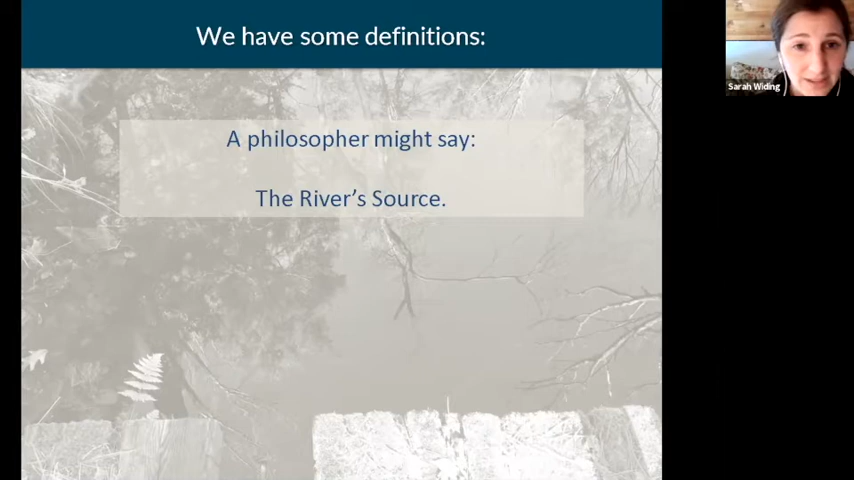 We have some definitions:
A philosopher might say:
The River's Source.
Sarah Widing